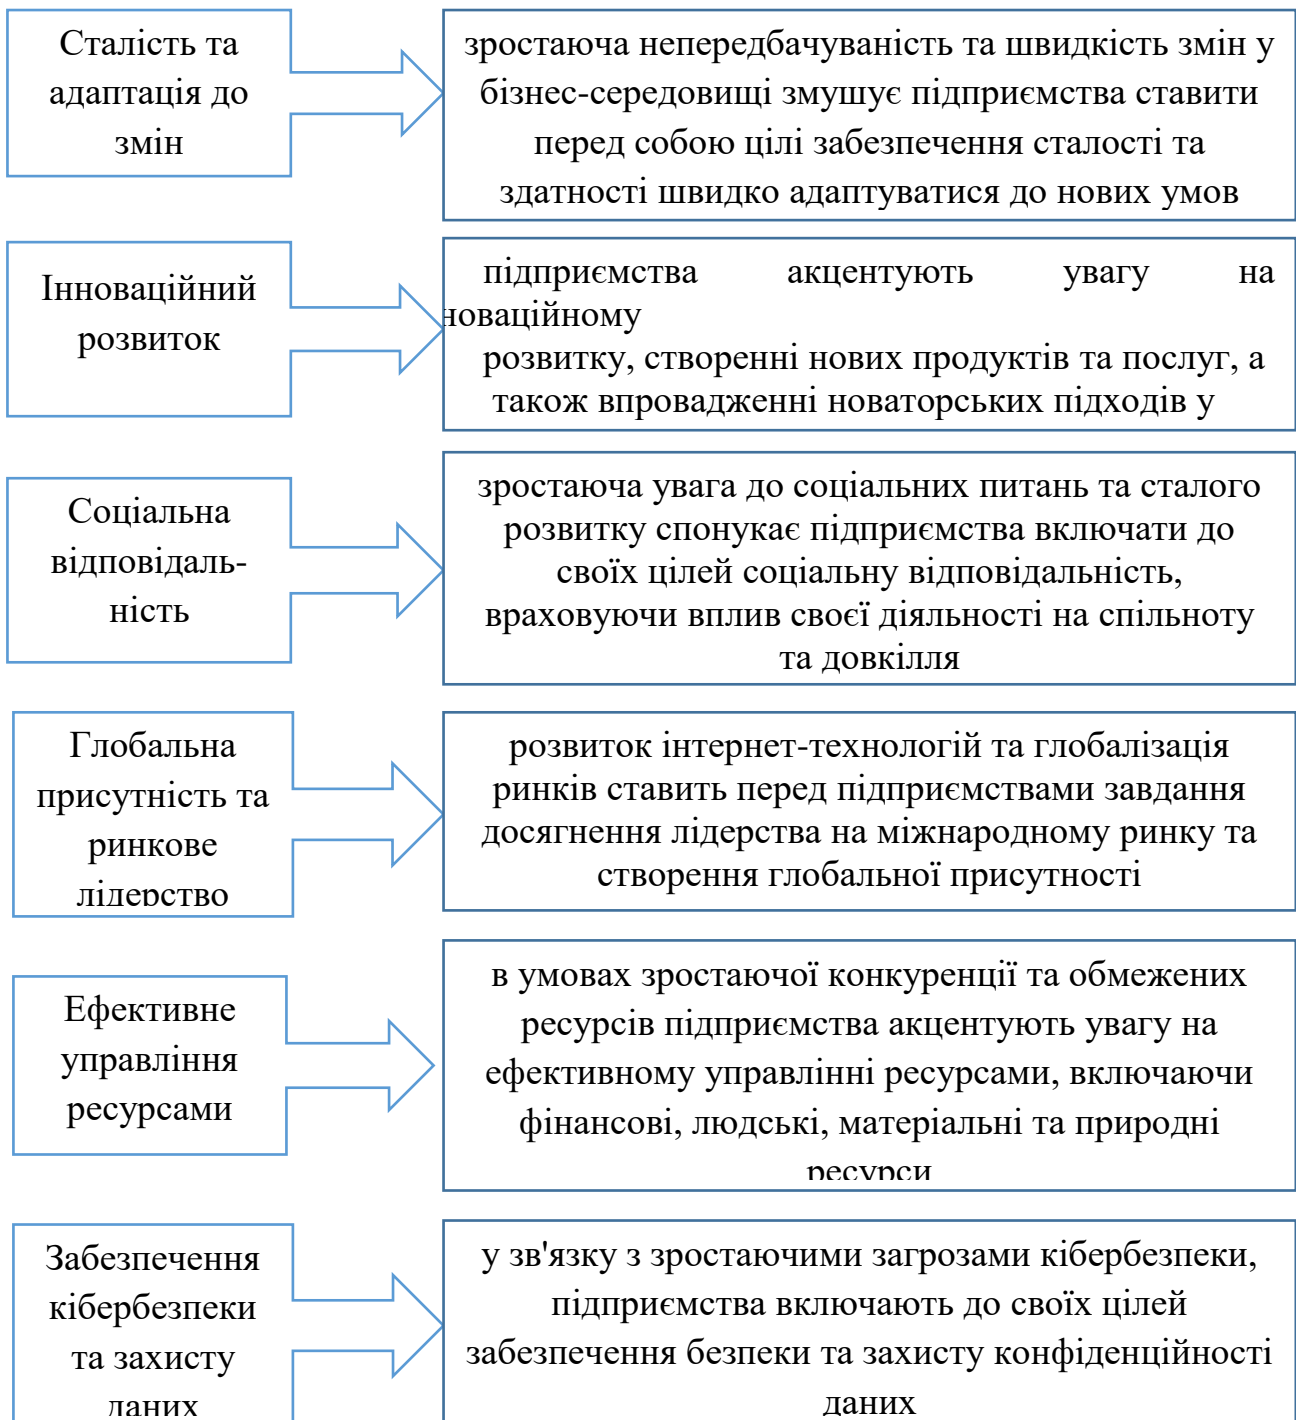 Сталість та
адаптація до
змін
зростаюча непередбачуваність та швидкість змін у
бізнес-середовищі змушує підприємства ставити
перед собою цілі забезпечення сталості та
здатності швидко адаптуватися до нових умов
Інноваційний
розвиток
підприємства акцентують увагу на
новаційному
розвитку, створенні нових продуктів та послуг, а
також впровадженні новаторських підходів у
Соціальна
відповідаль-
ність
зростаюча увага до соціальних питань та сталого
розвитку спонукає підприємства включати до
своїх цілей соціальну відповідальність,
враховуючи вплив своєї діяльності на спільноту
та довкілля
Глобальна
присутність та
ринкове
лідерство
розвиток інтернет-технологій та глобалізація
ринків ставить перед підприємствами завдання
досягнення лідерства на міжнародному ринку та
створення глобальної присутності
Ефективне
управління
ресурсами
в умовах зростаючої конкуренції та обмежених
ресурсів підприємства акцентують увагу на
ефективному управлінні ресурсами, включаючи
фінансові, людські, матеріальні та природні
ресурси
Забезпечення
кібербезпеки
та захисту
даних
у зв'язку з зростаючими загрозами кібербезпеки,
підприємства включають до своїх цілей
забезпечення безпеки та захисту конфіденційності
даних